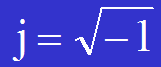 j = √−1